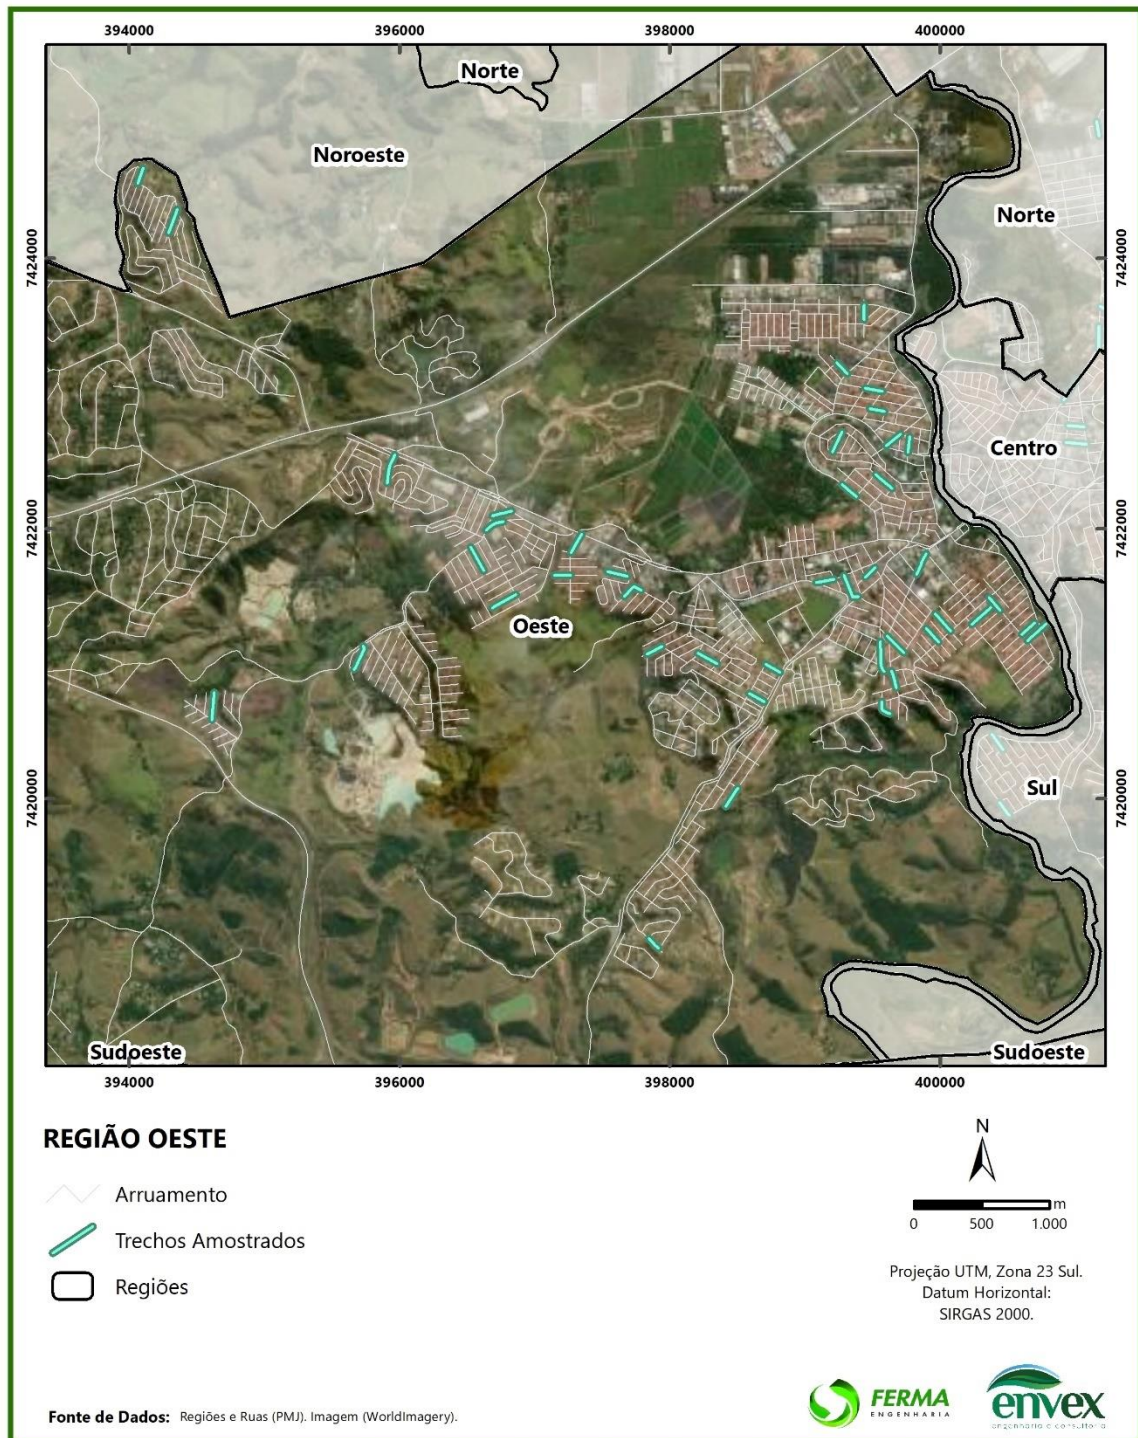 394000 396000 398000 400000
Norte
Noroeste
Norte
7424000 7424000
Centro
7422000 7422000
Oeste
Sul
7420000 7420000
Sudoeste Sudoeste
394000 396000 398000 400000
REGIÃO OESTE
N
Arruamento
m
0 500 1.000
Trechos Amostrados
Regiões
Projeção UTM, Zona 23 Sul.
Datum Horizontal:
SIRGAS 2000.
FERMA
ENGENHARIA
envex
engenharia e consultoria
Fonte de Dados: Regiões e Ruas (PMJ). Imagem (WorldImagery).